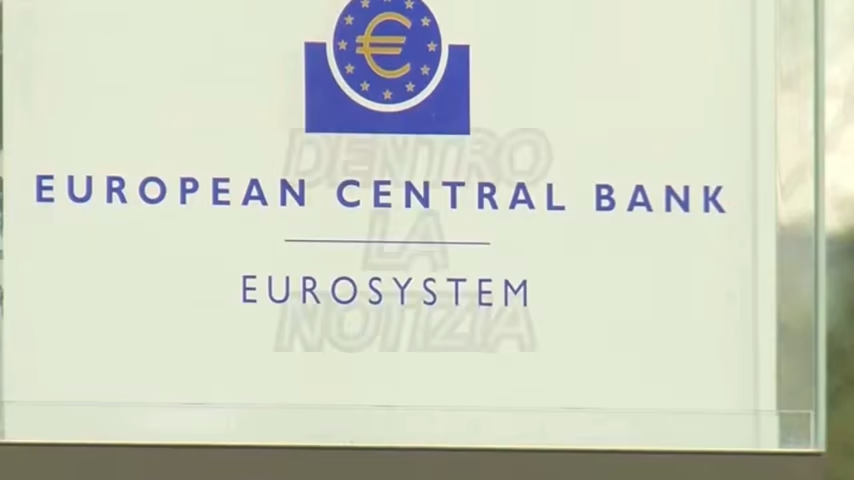 €
DENTRO
EUROPEAN CENTRAL BANK
LA
EUROSYSTEM
NOTIZIA